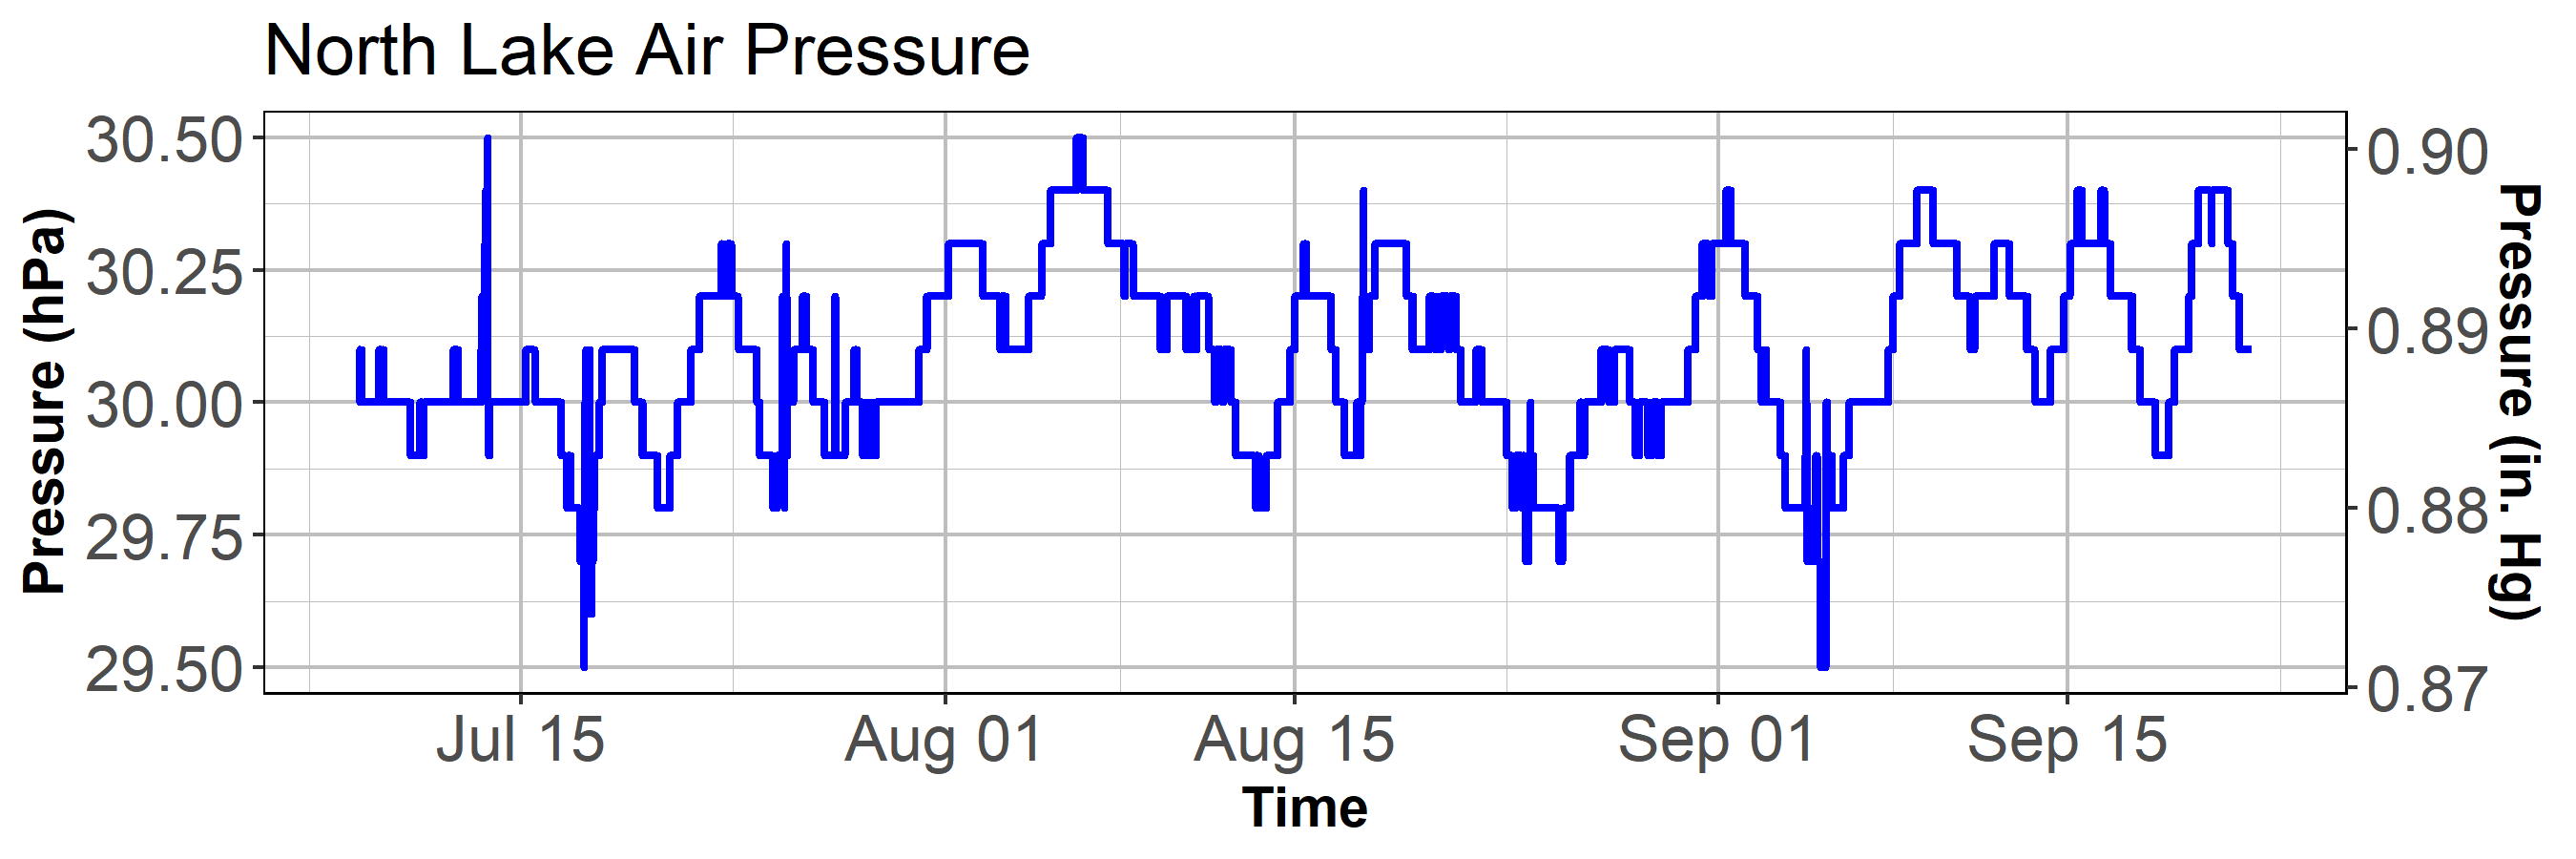 North Lake Air Pressure
30.50
30.25
30.00
29.75
29.50
Pressure (hPa)
0.90
0.89
0.88
0.87
Pressure (in. Hg)
Jul 15
Aug 01
Aug 15
Sep 01
Sep 15
Time